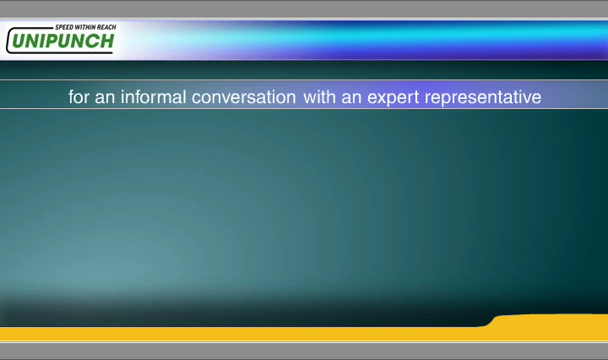 SPEED WITHIN REACH
UNIPUNCH
for an informal conversation with an expert representative